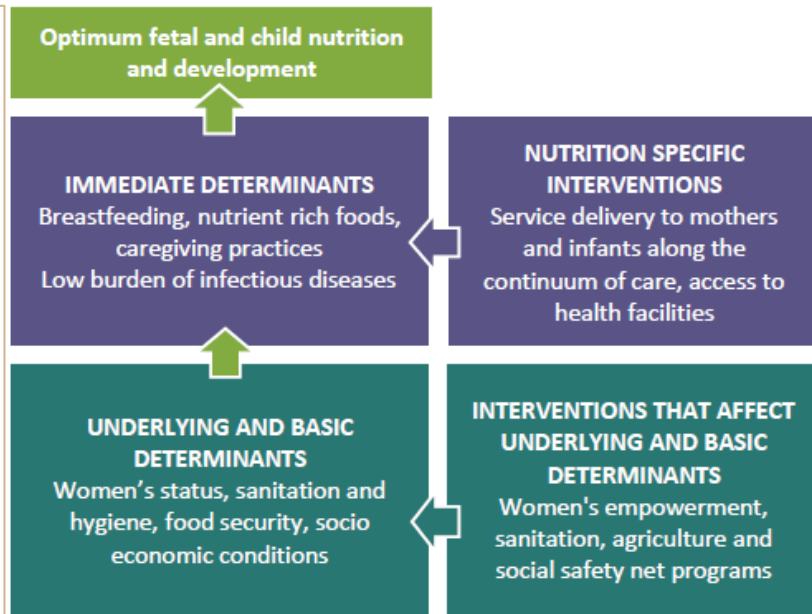 Optimum fetal and child nutrition
and development
IMMEDIATE DETERMINANTS
Breastfeeding, nutrient rich foods,
caregiving practices
Low burden of infectious diseases
NUTRITION SPECIFIC
INTERVENTIONS
Service delivery to mothers
and infants along the
continuum of care, access to
health facilities
UNDERLYING AND BASIC
DETERMINANTS
Women’s status, sanitation and
hygiene, food security, socio
economic conditions
INTERVENTIONS THAT AFFECT
UNDERLYING AND BASIC
DETERMINANTS
Women's empowerment,
sanitation, agriculture and
social safety net programs